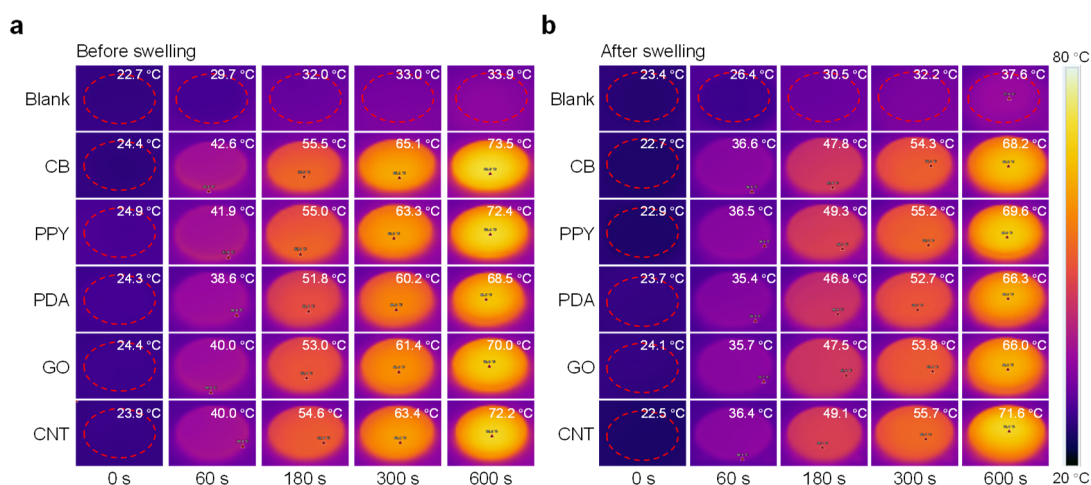 a
b
Before swelling
After swelling
80 °C
Blank
22.7 °C
29.7 °C
32.0 °C
33.0 °C
33.9 °C
Blank
23.4 °C
26.4 °C
30.5 °C
32.2 °C
37.6 °C
CB
24.4 °C
42.6 °C
55.5 °C
65.1 °C
73.5 °C
CB
22.7 °C
36.6 °C
47.8 °C
54.3 °C
68.2 °C
PPY
24.9 °C
41.9 °C
55.0 °C
63.3 °C
72.4 °C
PPY
22.9 °C
36.5 °C
49.3 °C
55.2 °C
69.6 °C
PDA
24.3 °C
38.6 °C
51.8 °C
60.2 °C
68.5 °C
PDA
23.7 °C
35.4 °C
46.8 °C
52.7 °C
66.3 °C
GO
24.4 °C
40.0 °C
53.0 °C
61.4 °C
70.0 °C
GO
24.1 °C
35.7 °C
47.5 °C
53.8 °C
66.0 °C
CNT
23.9 °C
40.0 °C
54.6 °C
63.4 °C
72.2 °C
CNT
22.5 °C
36.4 °C
49.1 °C
55.7 °C
71.6 °C
0 s
60 s
180 s
300 s
600 s
0 s
60 s
180 s
300 s
600 s
20 °C